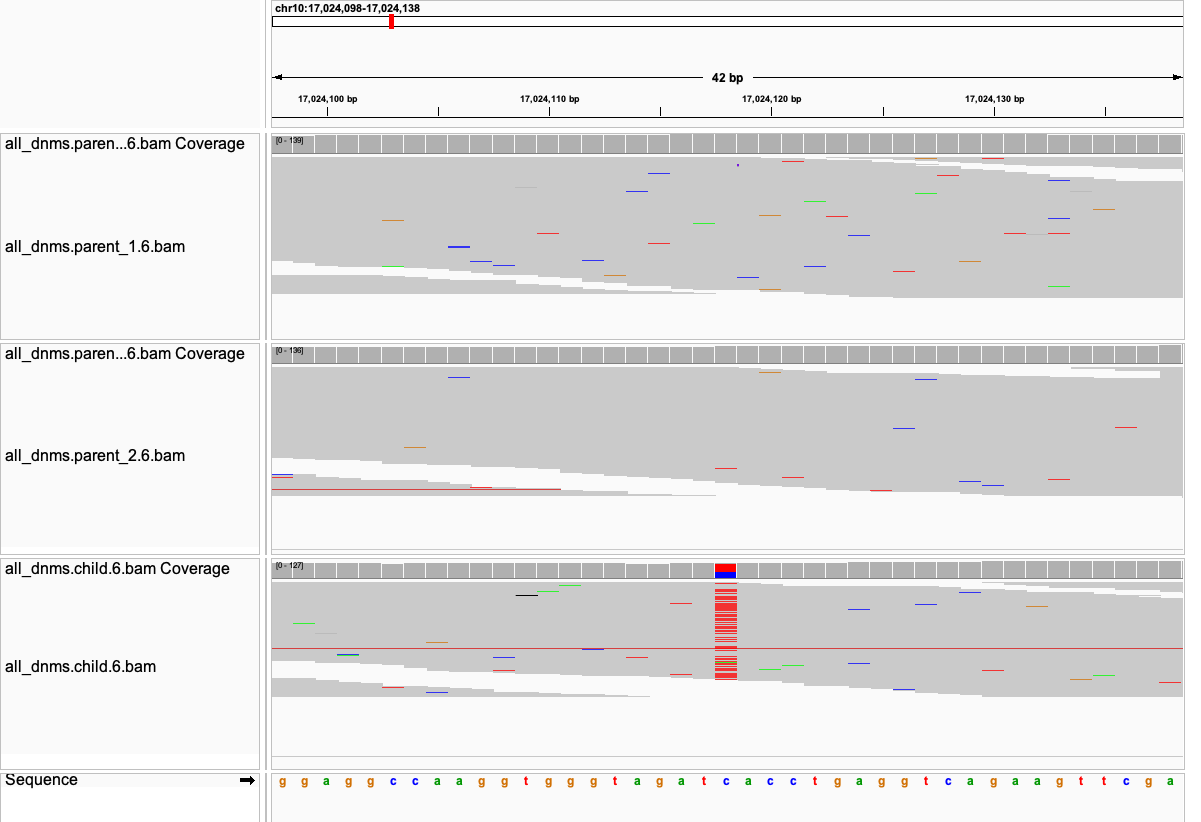 chr10:17,024,098-17,024,138
42 bp
17,024,100 bp 17,024,110 bp 17,024,120 bp 17,024,130 bp
all_dnms.paren...6.bam Coverage
[0 - 139]
all_dnms.parent_1.6.bam
all_dnms.paren...6.bam Coverage
[0 - 136]
all_dnms.parent_2.6.bam
all_dnms.child.6.bam Coverage
[0 - 127]
all_dnms.child.6.bam
Sequence
g g a g g c c a a g g t g g g t a g a t c a c c t g a g g t c a g a a g t t c g a